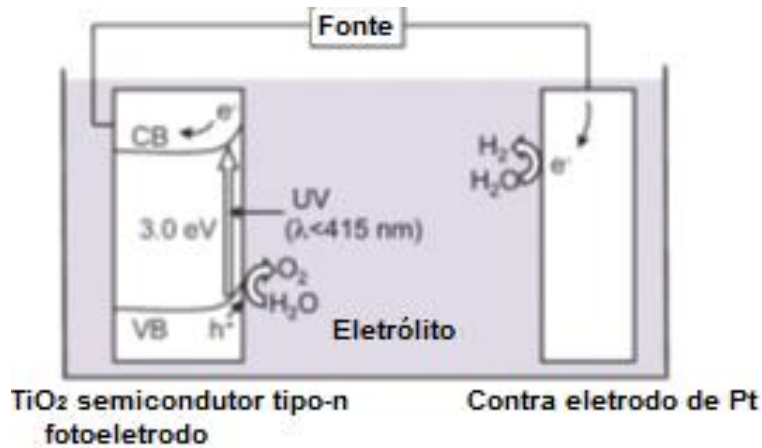 Fonte
e-
CB
H₂
H₂O
e-
UV
3.0 eV
(λ<415 nm)
O₂
H₂O
VB
h⁺
Eletrólito
TiO₂ semicondutor tipo-n
fotoeletrodo
Contra eletrodo de Pt